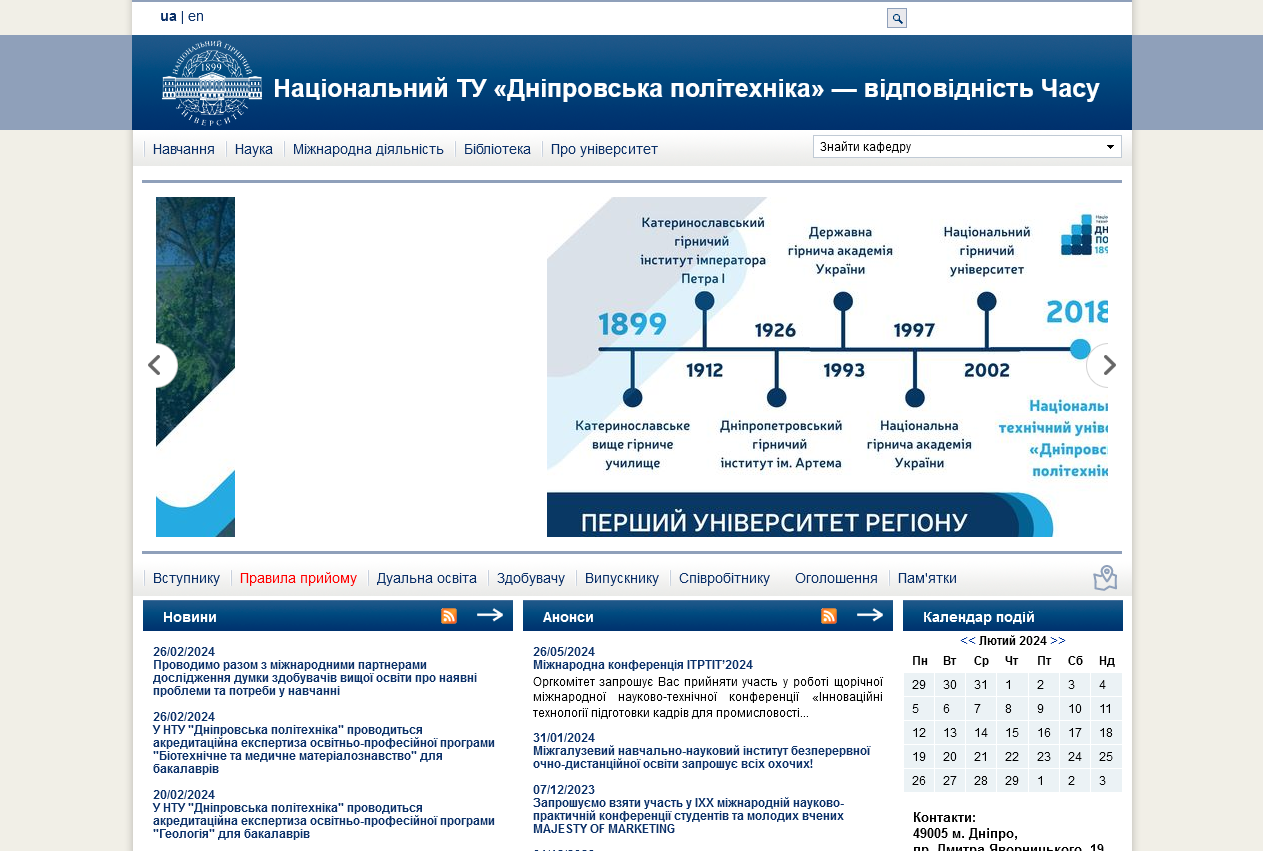 ua | en
НАЦІОНАЛЬНИЙ ГІРНИЧИЙ
1899
УНІВЕРСИТЕТ
Національний ТУ «Дніпровська політехніка» — відповідність Часу
Навчання
Наука
Міжнародна діяльність
Бібліотека
Про університет
Знайти кафедру
Катеринославський
гірничий
інститут імператора
Петра І
Державна
гірнича академія
України
Національний
гірничий
університет
1899
1926
1997
2018
1912
1993
2002
Катеринославське
вище гірниче
училище
Дніпропетровський
гірничий
інститут ім. Артема
Національна
гірнича академія
України
Національ
технічний уніве
«Дніпровс
політехнік
ПЕРШИЙ УНІВЕРСИТЕТ РЕГІОНУ
Вступнику
Правила прийому
Дуальна освіта
Здобувачу
Випускнику
Співробітнику
Оголошення
Пам'ятки
Новини
26/02/2024
Проводимо разом з міжнародними партнерами
дослідження думки здобувачів вищої освіти про наявні
проблеми та потреби у навчанні
26/02/2024
У НТУ "Дніпровська політехніка" проводиться
акредитаційна експертиза освітньо-професійної програми
"Біотехнічне та медичне матеріалознавство" для
бакалаврів
20/02/2024
У НТУ "Дніпровська політехніка" проводиться
акредитаційна експертиза освітньо-професійної програми
"Геологія" для бакалаврів
Анонси
26/05/2024
Міжнародна конференція ІТРТІТ’2024
Оргкомітет запрошує Вас прийняти участь у роботі щорічної
міжнародної науково-технічної конференції «Інноваційні
технології підготовки кадрів для промисловості...
31/01/2024
Міжгалузевий навчально-науковий інститут безперервної
очно-дистанційної освіти запрошує всіх охочих!
07/12/2023
Запрошуємо взяти участь у IXX міжнародній науково-
практичній конференції студентів та молодих вчених
MAJESTY OF MARKETING
Календар подій
<< Лютий 2024 >>
Пн Вт Ср Чт Пт Сб Нд
29 30 31 1 2 3 4
5 6 7 8 9 10 11
12 13 14 15 16 17 18
19 20 21 22 23 24 25
26 27 28 29 1 2 3
Контакти:
49005 м. Дніпро,
пр. Дмитра Яворницького, 19